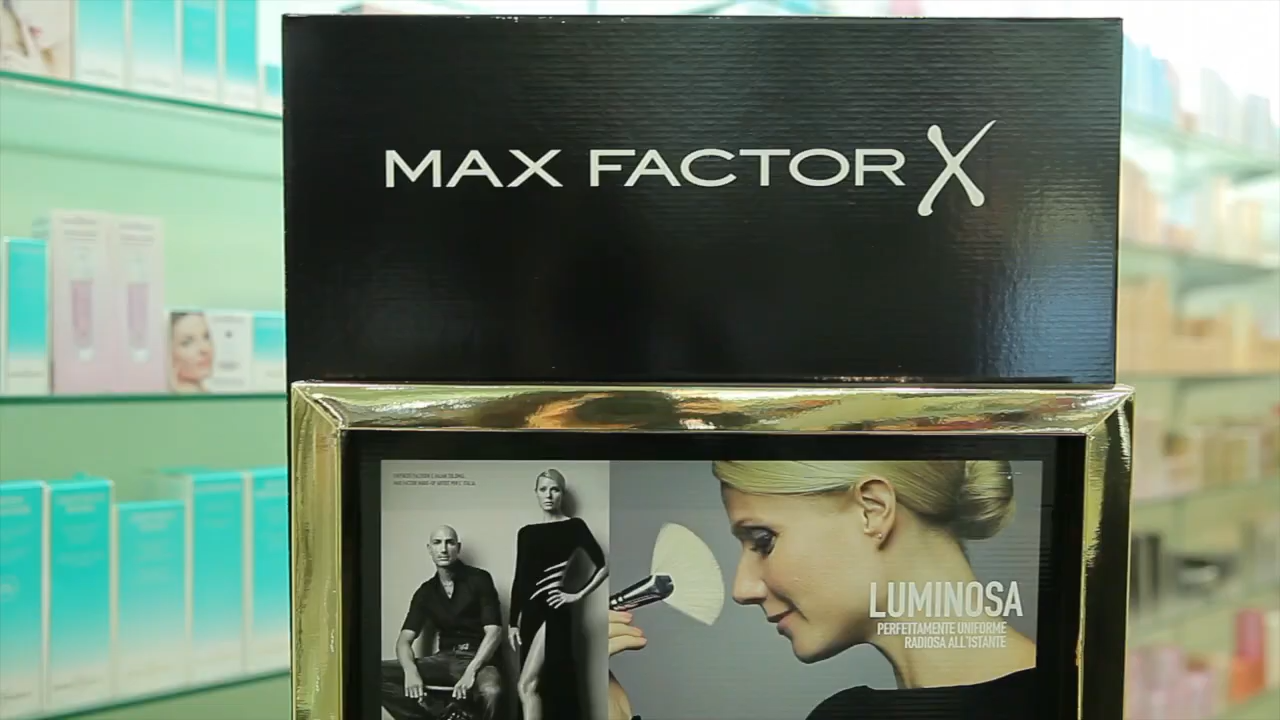 MAX FACTOR X
LUMINOSA
PERFETTAMENTE UNIFORME
RADIOSA ALL'ISTANTE